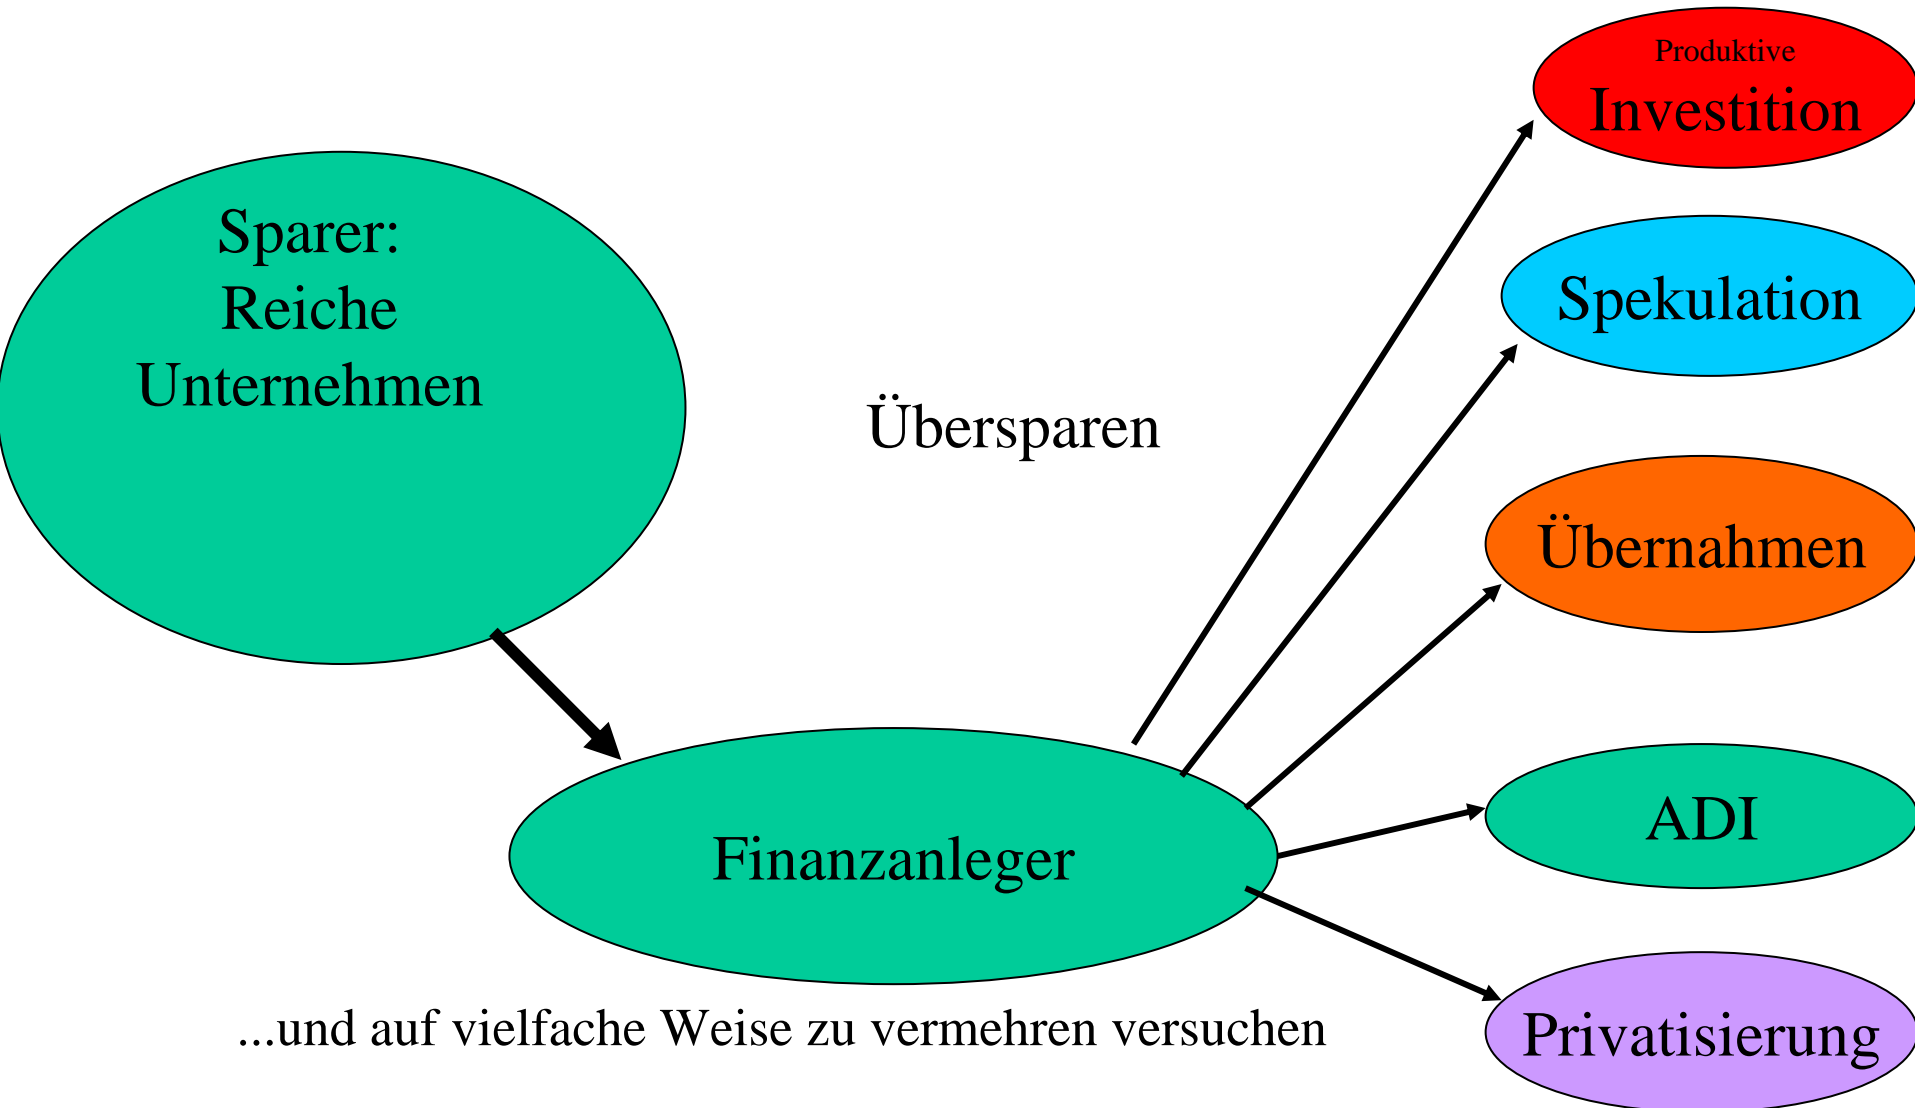 Sparer:
Reiche
Unternehmen
Übersparen
Produktive
Investition
Spekulation
Übernahmen
ADI
Privatisierung
Finanzanleger
...und auf vielfache Weise zu vermehren versuchen